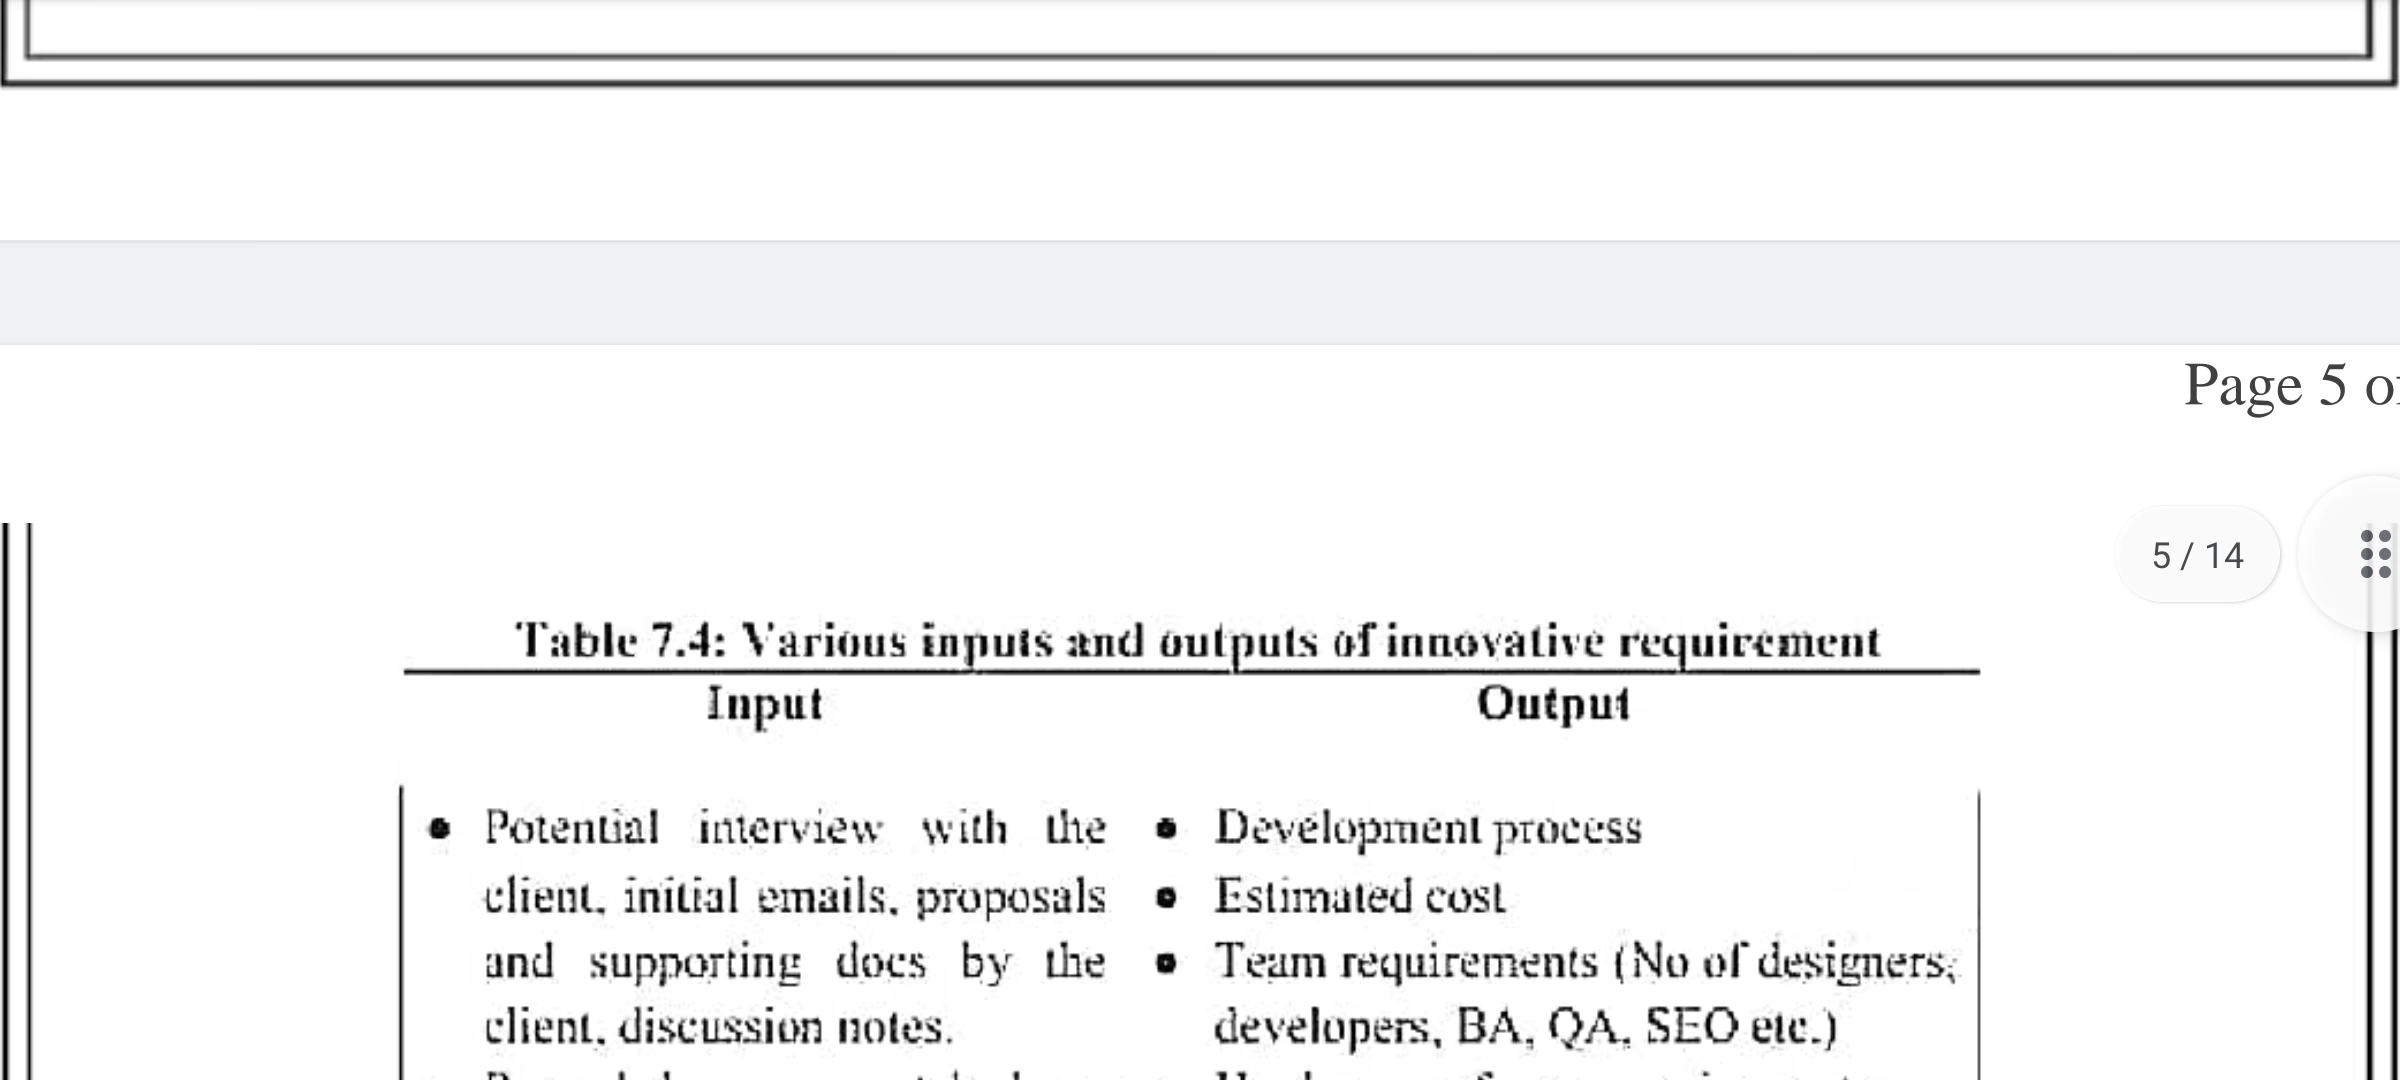 Page 5 of
5 / 14
Table 7.4: Various inputs and outputs of innovative requirement
Input Output
Potential interview with the
client, initial emails, proposals
and supporting docs by the
client, discussion notes.
Development process
Estimated cost
Team requirements (No of designers,
developers, BA, QA, SEO etc.)